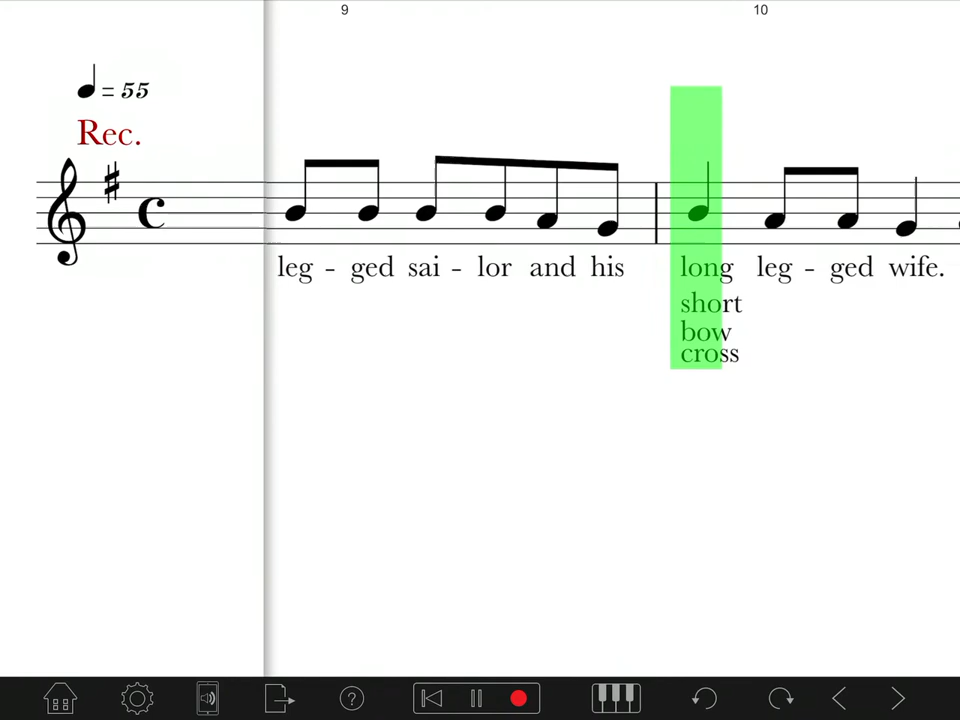 9 10
= 55
Rec.
leg - ged sai - lor and his long leg - ged wife.
short
bow
cross
?